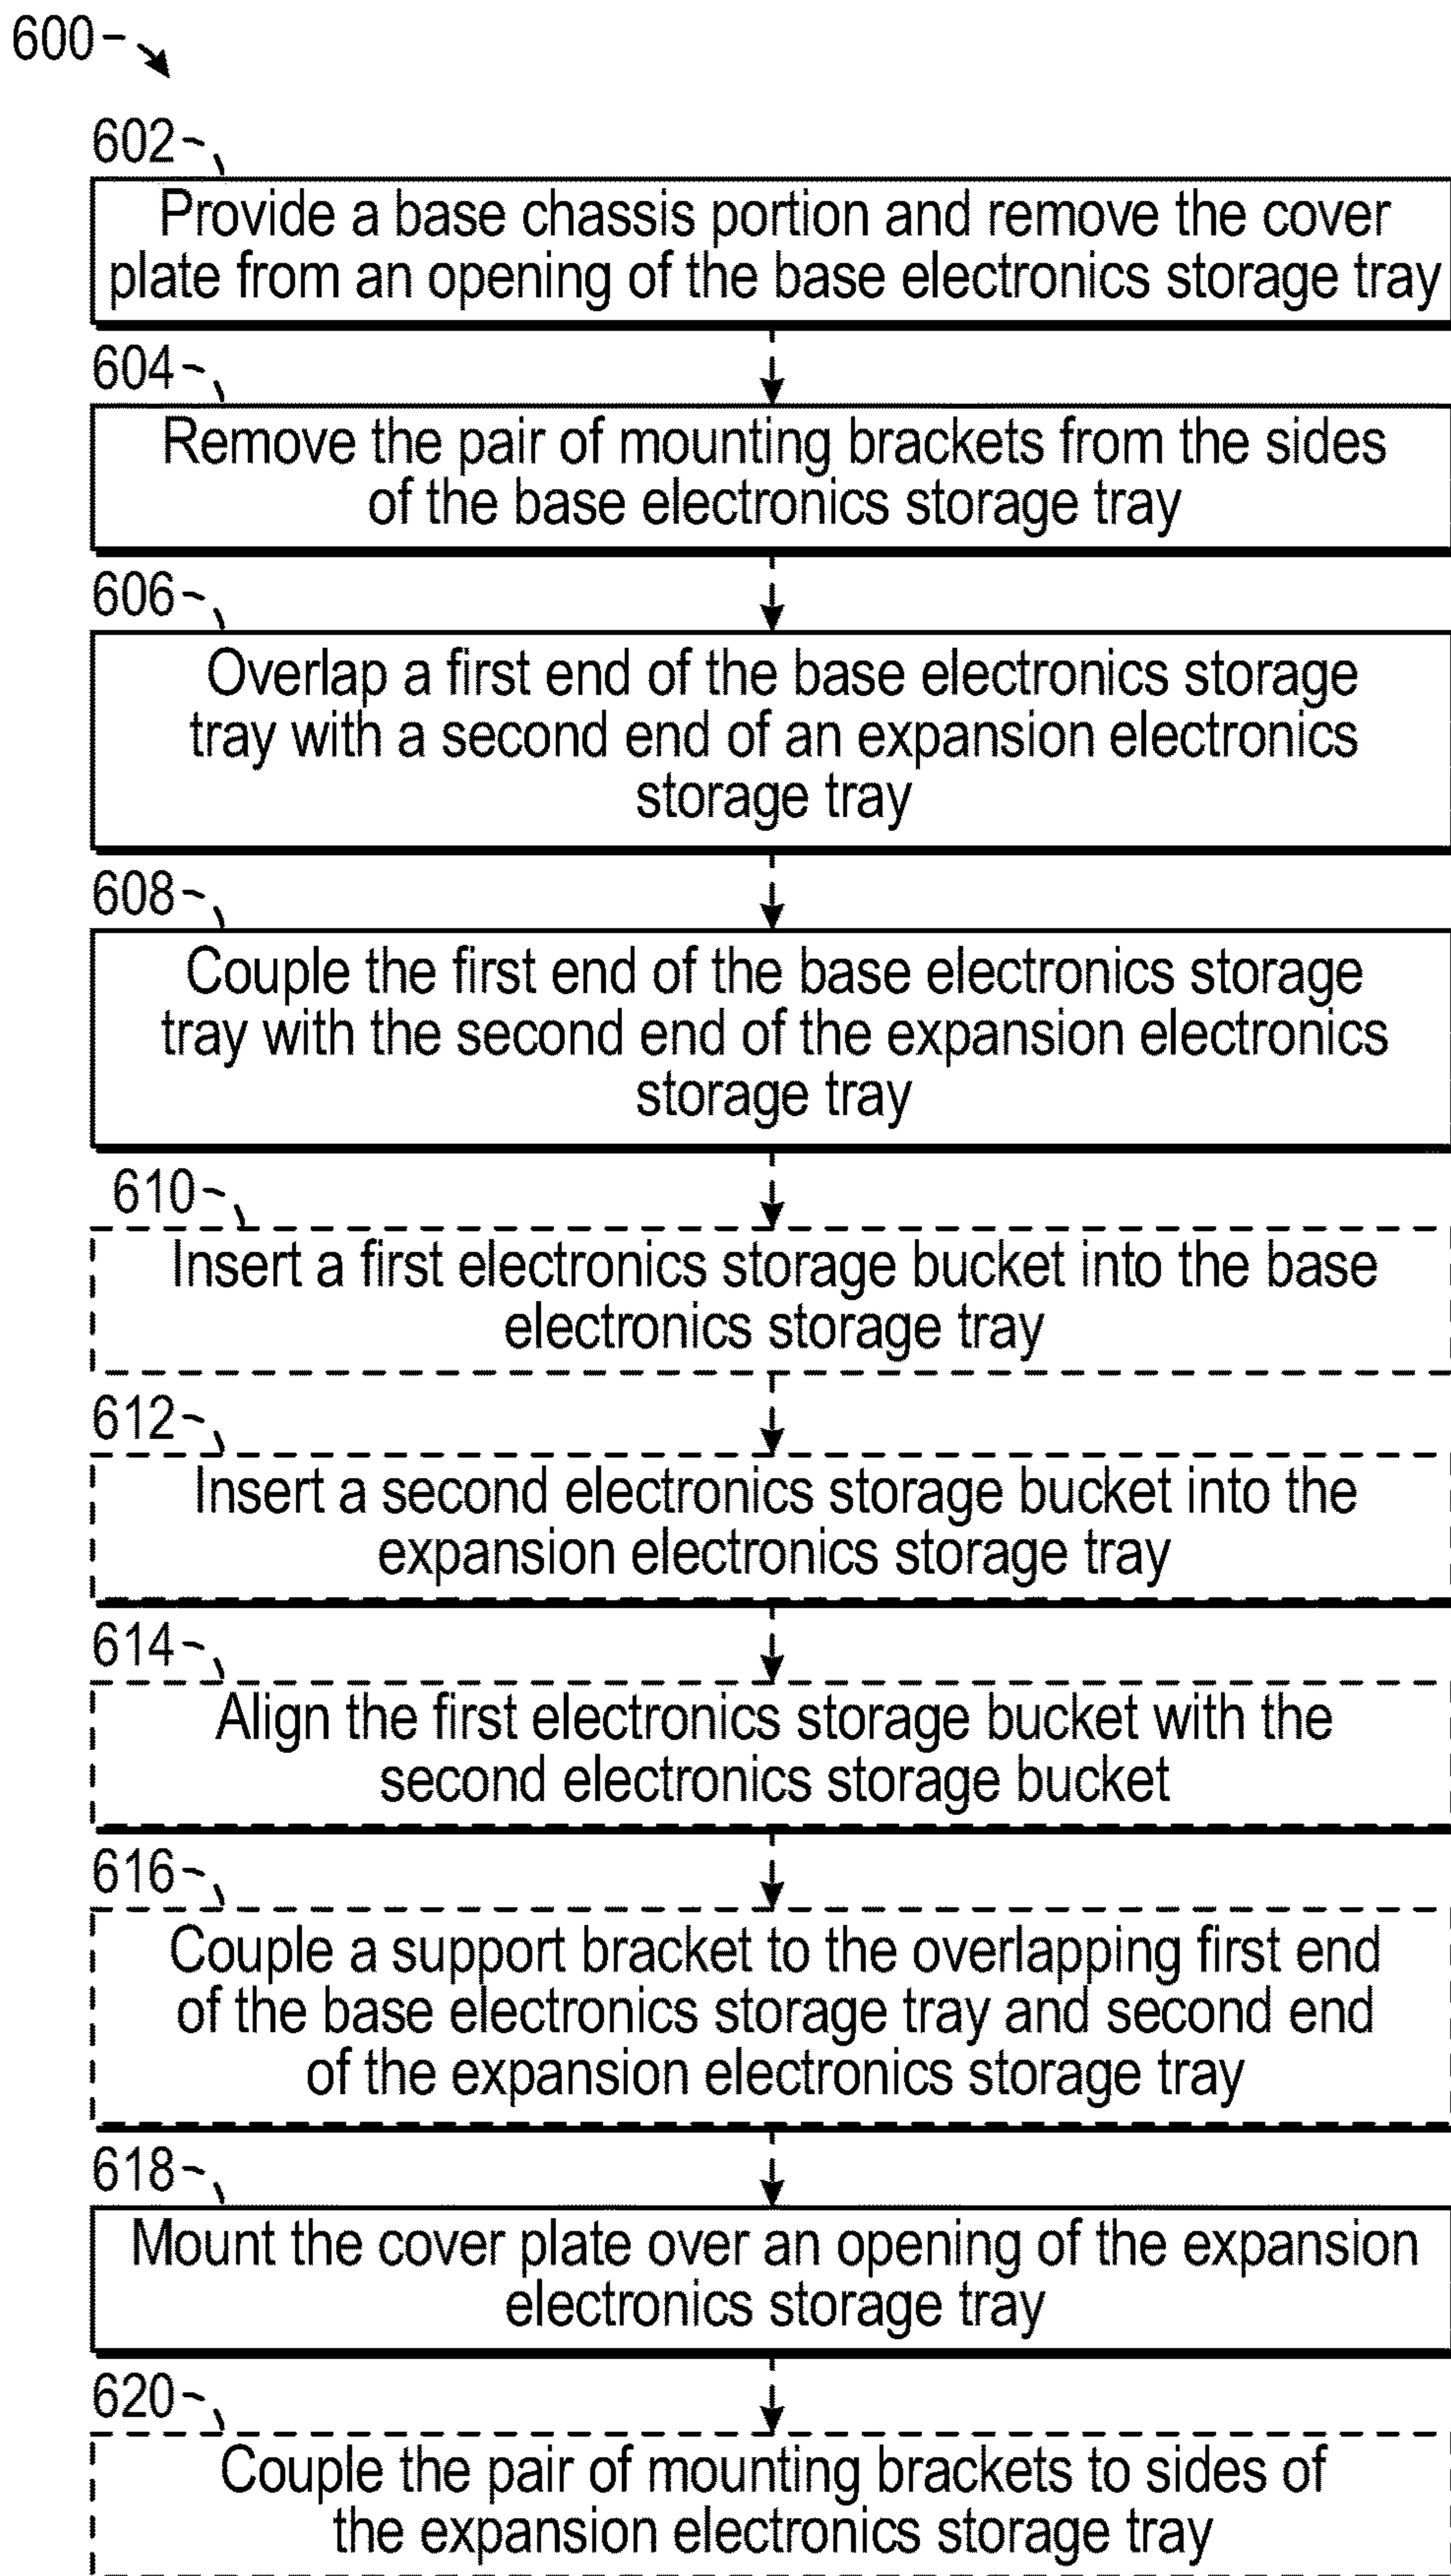 600
602
Provide a base chassis portion and remove the cover
plate from an opening of the base electronics storage tray
604
Remove the pair of mounting brackets from the sides
of the base electronics storage tray
606
Overlap a first end of the base electronics storage
tray with a second end of an expansion electronics
storage tray
608
Couple the first end of the base electronics storage
tray with the second end of the expansion electronics
storage tray
610
Insert a first electronics storage bucket into the base
electronics storage tray
612
Insert a second electronics storage bucket into the
expansion electronics storage tray
614
Align the first electronics storage bucket with the
second electronics storage bucket
616
Couple a support bracket to the overlapping first end
of the base electronics storage tray and second end
of the expansion electronics storage tray
618
Mount the cover plate over an opening of the expansion
electronics storage tray
620
Couple the pair of mounting brackets to sides of
the expansion electronics storage tray